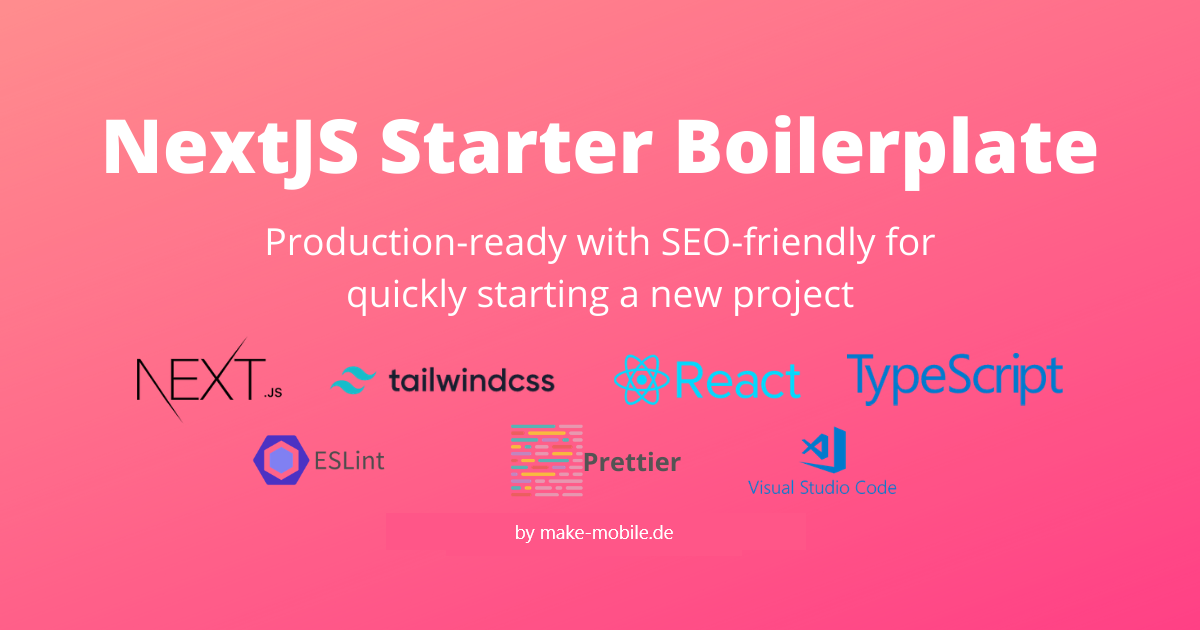 NextJS Starter Boilerplate
Production-ready with SEO-friendly for
quickly starting a new project
NEXT.JS tailwindcss React TypeScript
ESLint Prettier Visual Studio Code
by make-mobile.de